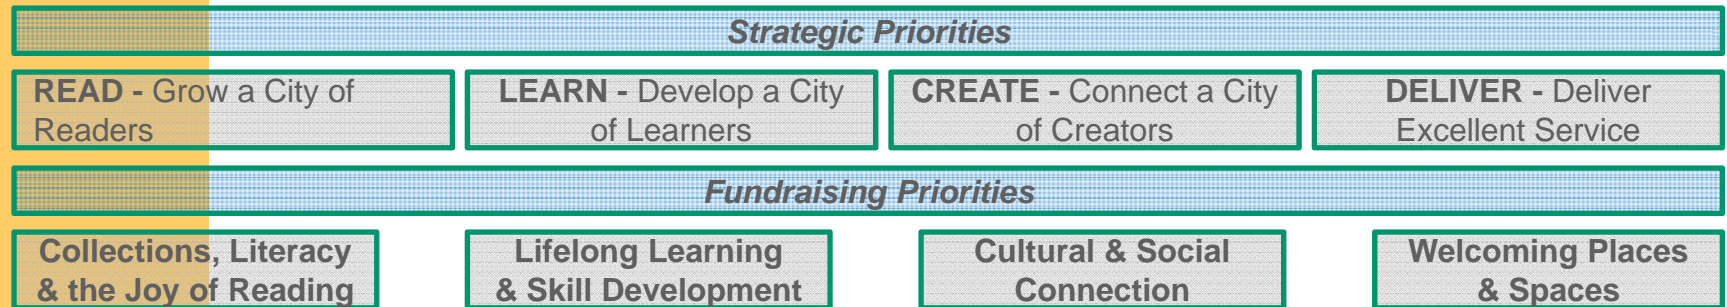 Strategic Priorities
READ - Grow a City of
Readers
LEARN - Develop a City
of Learners
CREATE - Connect a City
of Creators
DELIVER - Deliver
Excellent Service
Fundraising Priorities
Collections, Literacy
& the Joy of Reading
Lifelong Learning
& Skill Development
Cultural & Social
Connection
Welcoming Places
& Spaces